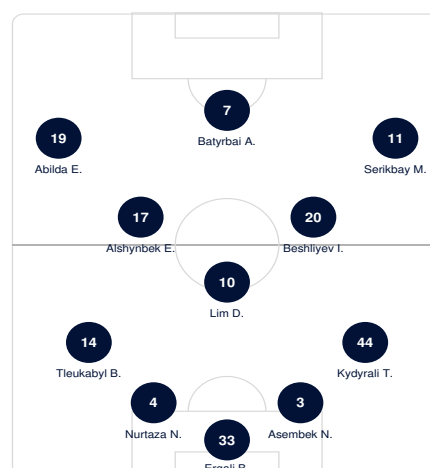 7
Batyrbai A.
19
Abilda E.
11
Serikbay M.
17
Alshynbek E.
20
Beshliyev I.
10
Lim D.
14
Tleukabyl B.
44
Kydyrali T.
4
Nurtaza N.
3
Asembek N.
33
Ergali B.